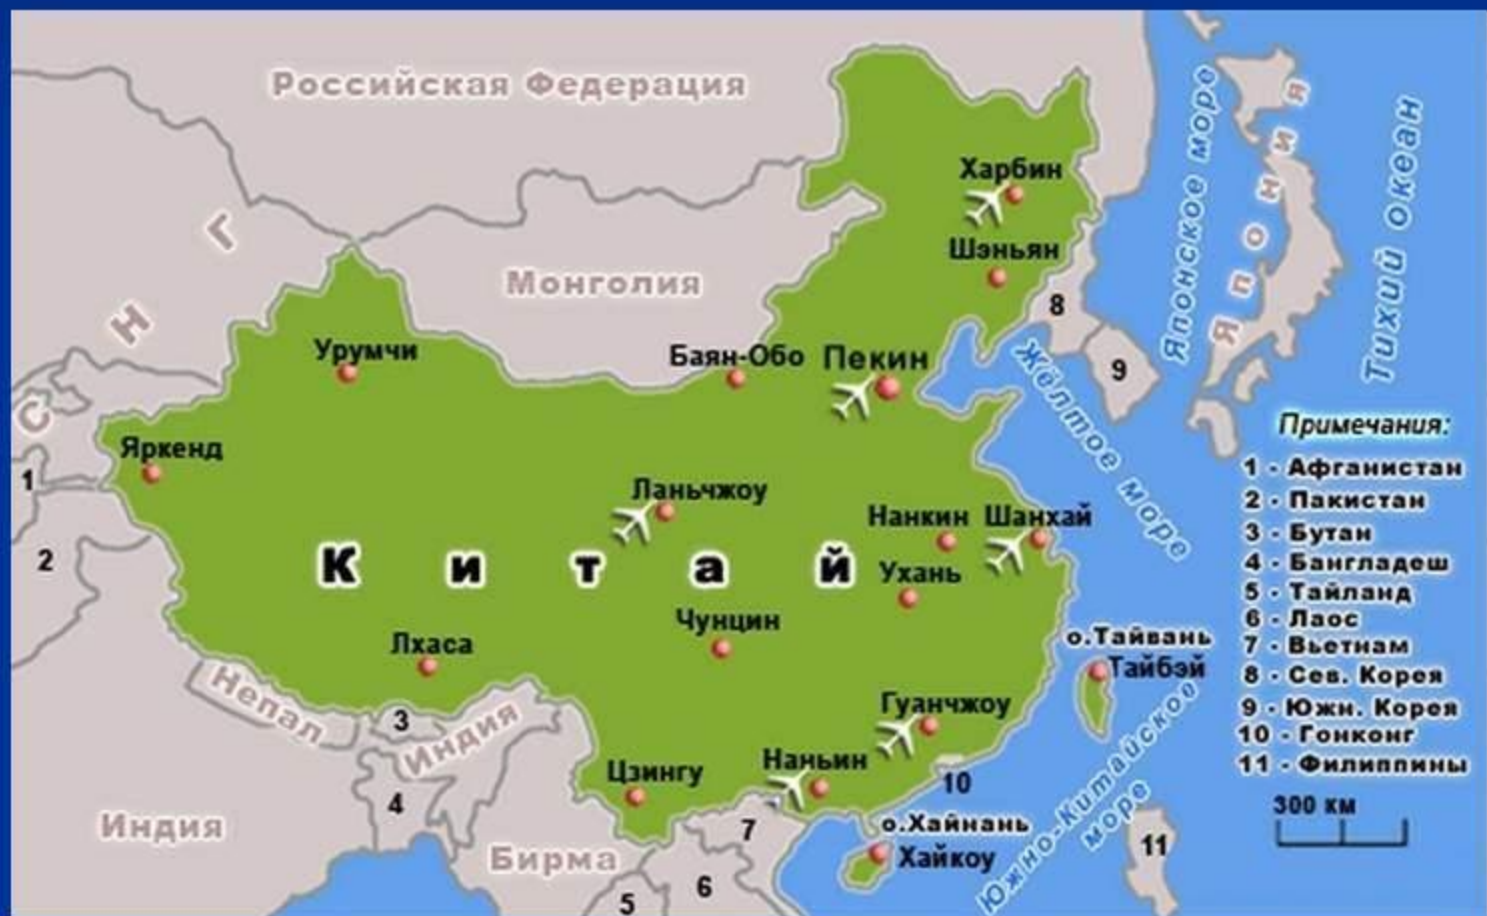 Российская Федерация
СНГ
Монголия
Япония
Японское море
Тихий океан
Харбин
Шэньян
8
9
Урумчи
Баян-Обо
Пекин
Жёлтое море
Яркенд
1
2
Ланьчжоу
Нанкин
Шанхай
Китай
Ухань
Чунцин
Лхаса
о.Тайвань
Тайбэй
Непал
3
Индия
Гуанчжоу
Цзингу
Наньин
10
4
Индия
Бирма
7
о.Хайнань
Хайкоу
Южно-Китайское
море
5
6
11
Примечания:
1 - Афганистан
2 - Пакистан
3 - Бутан
4 - Бангладеш
5 - Тайланд
6 - Лаос
7 - Вьетнам
8 - Сев. Корея
9 - Южн. Корея
10 - Гонконг
11 - Филиппины
300 км